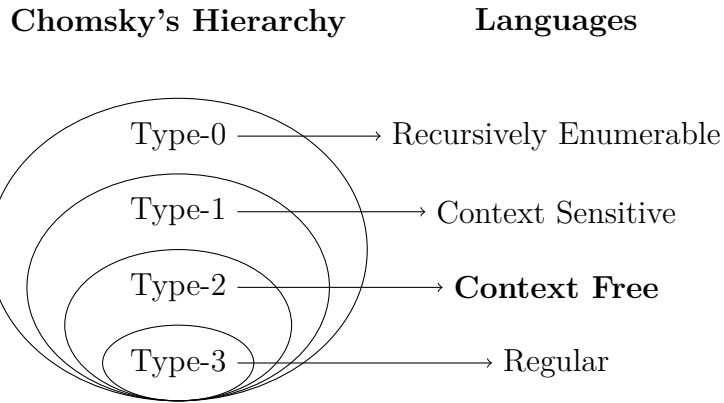 Chomsky's Hierarchy Languages
Type-0 Recursively Enumerable
Type-1 Context Sensitive
Type-2 Context Free
Type-3 Regular